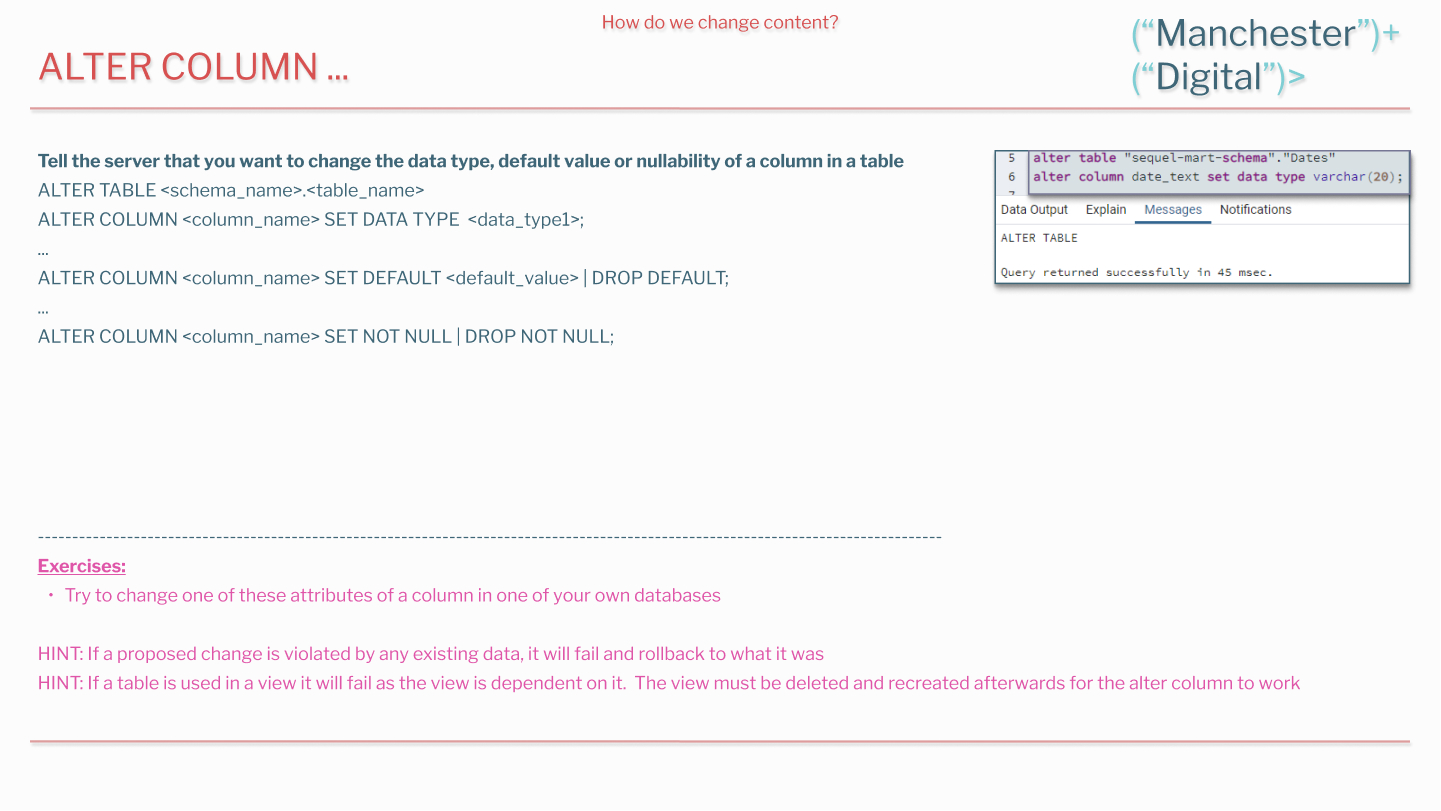 How do we change content?
ALTER COLUMN ...
(“Manchester”)+
(“Digital”)>
Tell the server that you want to change the data type, default value or nullability of a column in a table
ALTER TABLE <schema_name>.<table_name>
ALTER COLUMN <column_name> SET DATA TYPE  <data_type1>;
...
ALTER COLUMN <column_name> SET DEFAULT <default_value> | DROP DEFAULT;
...
ALTER COLUMN <column_name> SET NOT NULL | DROP NOT NULL;
5 alter table "sequel-mart-schema"."Dates"
6 alter column date_text set data type varchar(20);
Data Output Explain Messages Notifications
ALTER TABLE
Query returned successfully in 45 msec.
------------------------------------------------------------------------------------------------------------------------------------
Exercises:
• Try to change one of these attributes of a column in one of your own databases
HINT: If a proposed change is violated by any existing data, it will fail and rollback to what it was
HINT: If a table is used in a view it will fail as the view is dependent on it.  The view must be deleted and recreated afterwards for the alter column to work